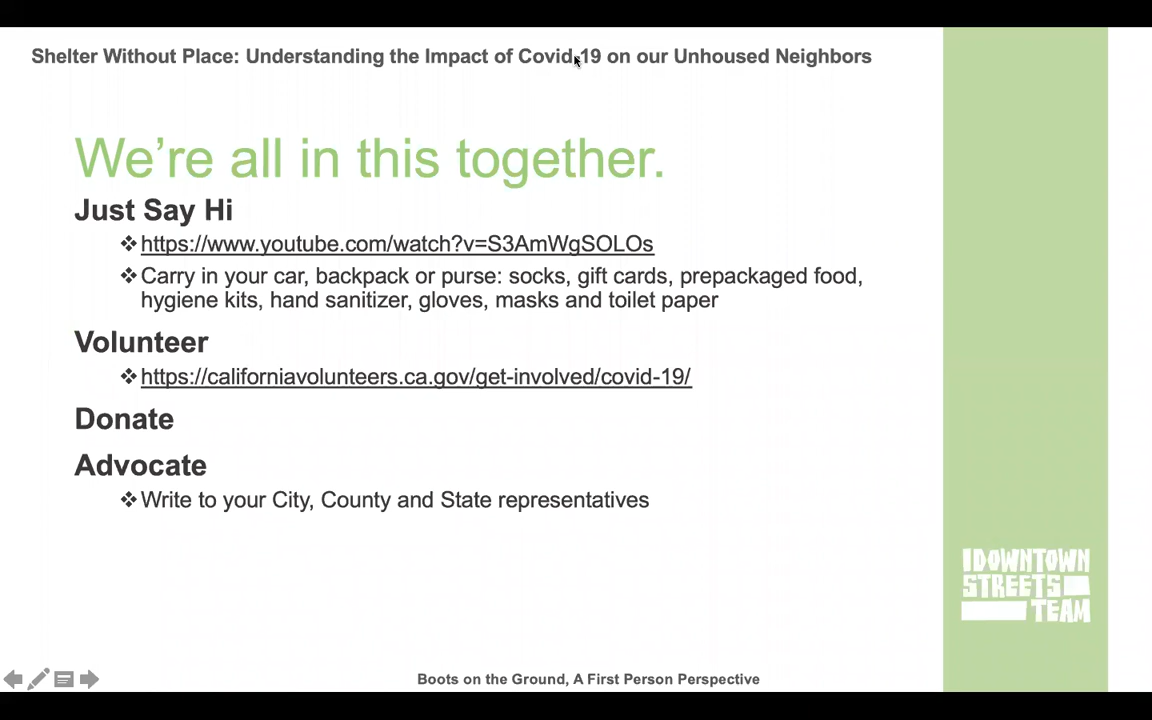 Shelter Without Place: Understanding the Impact of Covid-19 on our Unhoused Neighbors
We're all in this together.
Just Say Hi
❖https://www.youtube.com/watch?v=S3AmWgSOLOs
❖Carry in your car, backpack or purse: socks, gift cards, prepackaged food,
hygiene kits, hand sanitizer, gloves, masks and toilet paper
Volunteer
❖https://californiavolunteers.ca.gov/get-involved/covid-19/
Donate
Advocate
❖Write to your City, County and State representatives
DOWNTOWN
STREETS
TEAM
Boots on the Ground, A First Person Perspective